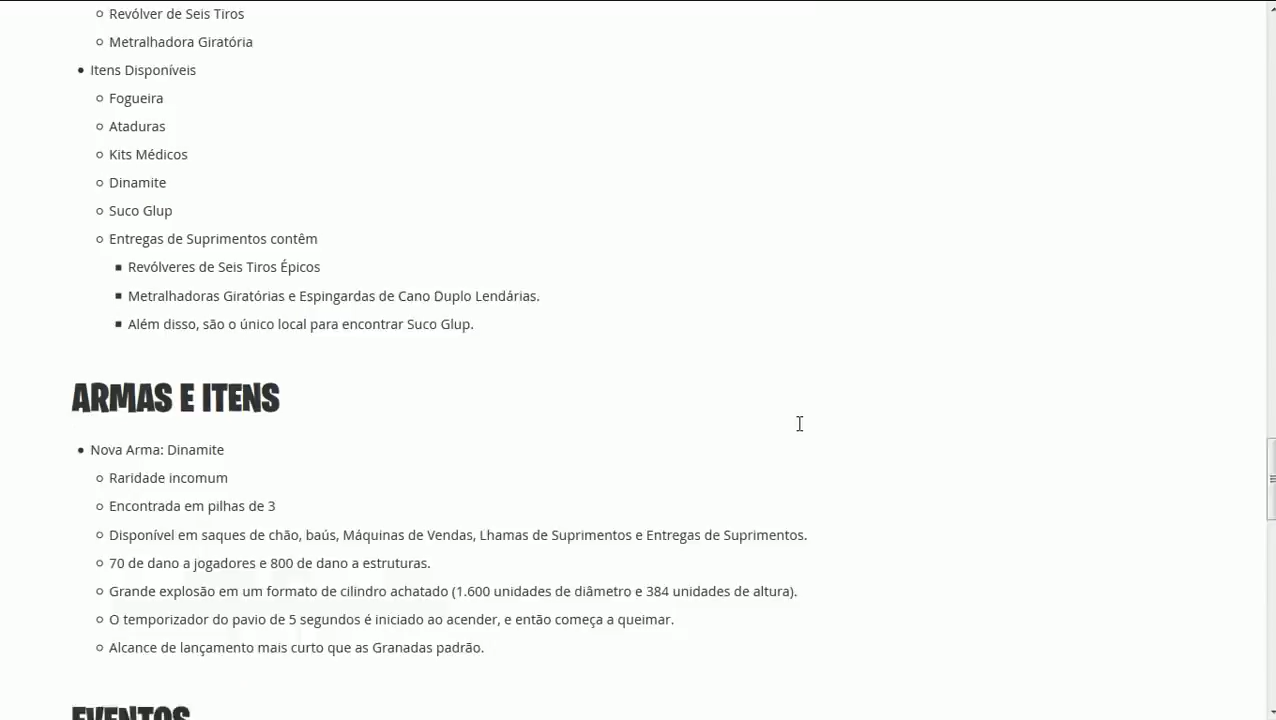 Revólver de Seis Tiros
Metralhadora Giratória
Itens Disponíveis
Fogueira
Ataduras
Kits Médicos
Dinamite
Suco Glup
Entregas de Suprimentos contêm
Revólveres de Seis Tiros Épicos
Metralhadoras Giratórias e Espingardas de Cano Duplo Lendárias.
Além disso, são o único local para encontrar Suco Glup.
ARMAS E ITENS
Nova Arma: Dinamite
Raridade incomum
Encontrada em pilhas de 3
Disponível em saques de chão, baús, Máquinas de Vendas, Lhamas de Suprimentos e Entregas de Suprimentos.
70 de dano a jogadores e 800 de dano a estruturas.
Grande explosão em um formato de cilindro achatado (1.600 unidades de diâmetro e 384 unidades de altura).
O temporizador do pavio de 5 segundos é iniciado ao acender, e então começa a queimar.
Alcance de lançamento mais curto que as Granadas padrão.
EVENTOS